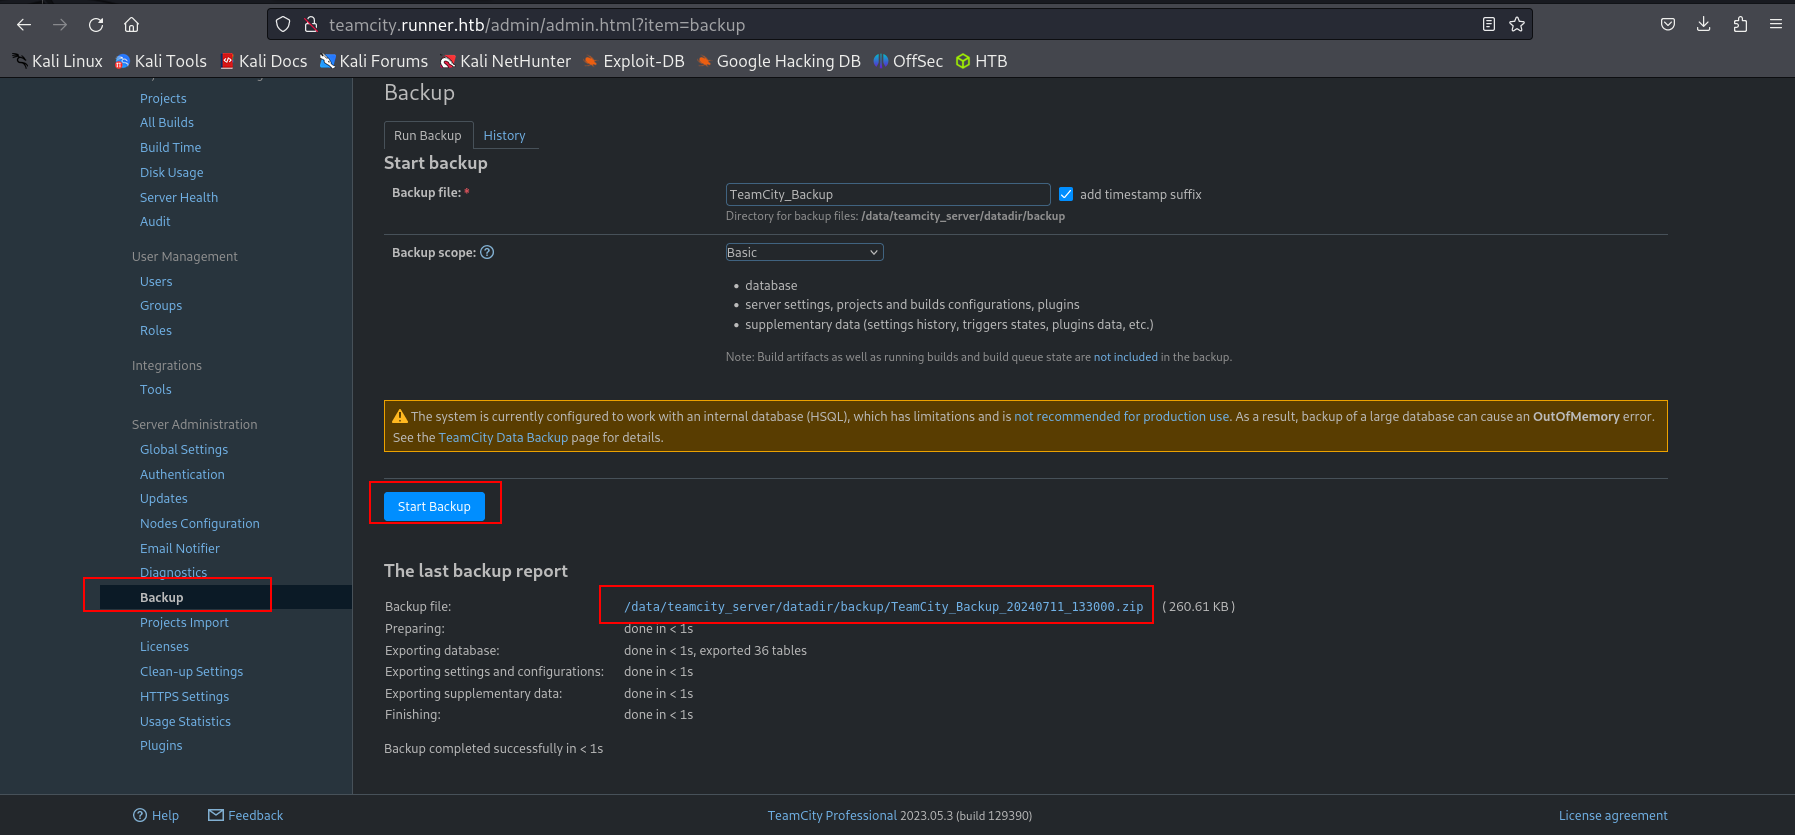 teamcity.runner.htb/admin/admin.html?item=backup
Kali Linux Kali Tools Kali Docs Kali Forums Kali NetHunter Exploit-DB Google Hacking DB OffSec HTB
Projects
All Builds
Build Time
Disk Usage
Server Health
Audit
User Management
Users
Groups
Roles
Integrations
Tools
Server Administration
Global Settings
Authentication
Updates
Nodes Configuration
Email Notifier
Diagnostics
Backup
Projects Import
Licenses
Clean-up Settings
HTTPS Settings
Usage Statistics
Plugins
Backup
Run Backup History
Start backup
Backup file: * TeamCity_Backup add timestamp suffix
Directory for backup files: /data/teamcity_server/datadir/backup
Backup scope: ? Basic
• database
• server settings, projects and builds configurations, plugins
• supplementary data (settings history, triggers states, plugins data, etc.)
Note: Build artifacts as well as running builds and build queue state are not included in the backup.
The system is currently configured to work with an internal database (HSQL), which has limitations and is not recommended for production use. As a result, backup of a large database can cause an OutOfMemory error.
See the TeamCity Data Backup page for details.
Start Backup
The last backup report
Backup file: /data/teamcity_server/datadir/backup/TeamCity_Backup_20240711_133000.zip ( 260.61 KB )
Preparing: done in < 1s
Exporting database: done in < 1s, exported 36 tables
Exporting settings and configurations: done in < 1s
Exporting supplementary data: done in < 1s
Finishing: done in < 1s
Backup completed successfully in < 1s
? Help Feedback TeamCity Professional 2023.05.3 (build 129390) License agreement